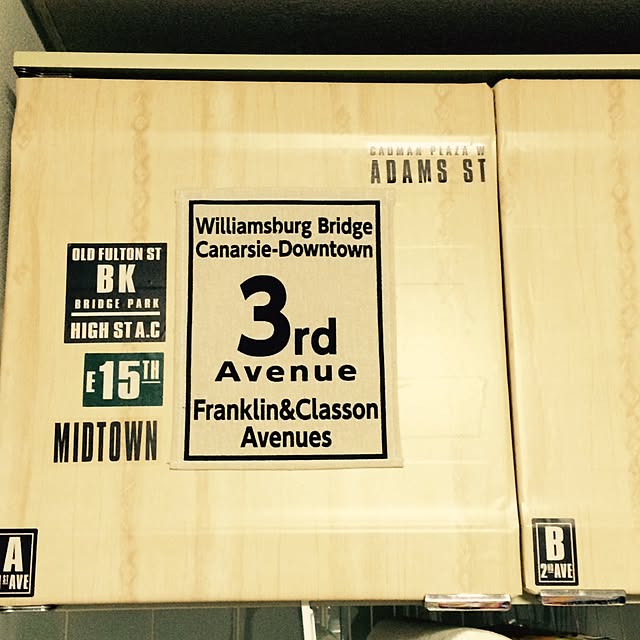 CADMAN PLAZA W
ADAMS ST
Williamsburg Bridge
Canarsie-Downtown
3rd
Avenue
Franklin&Classon
Avenues
OLD FULTON ST
BK
BRIDGE PARK
HIGH ST A.C
E 15TH
MIDTOWN
A
1ST AVE
B
2ND AVE